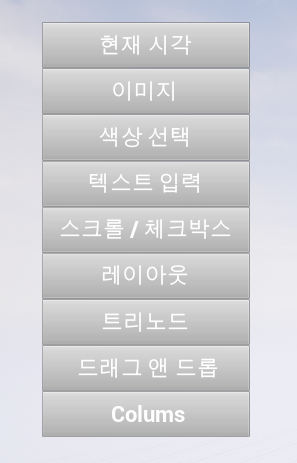 현재 시각
이미지
색상 선택
텍스트 입력
스크롤 / 체크박스
레이아웃
트리노드
드래그 앤 드롭
Colums